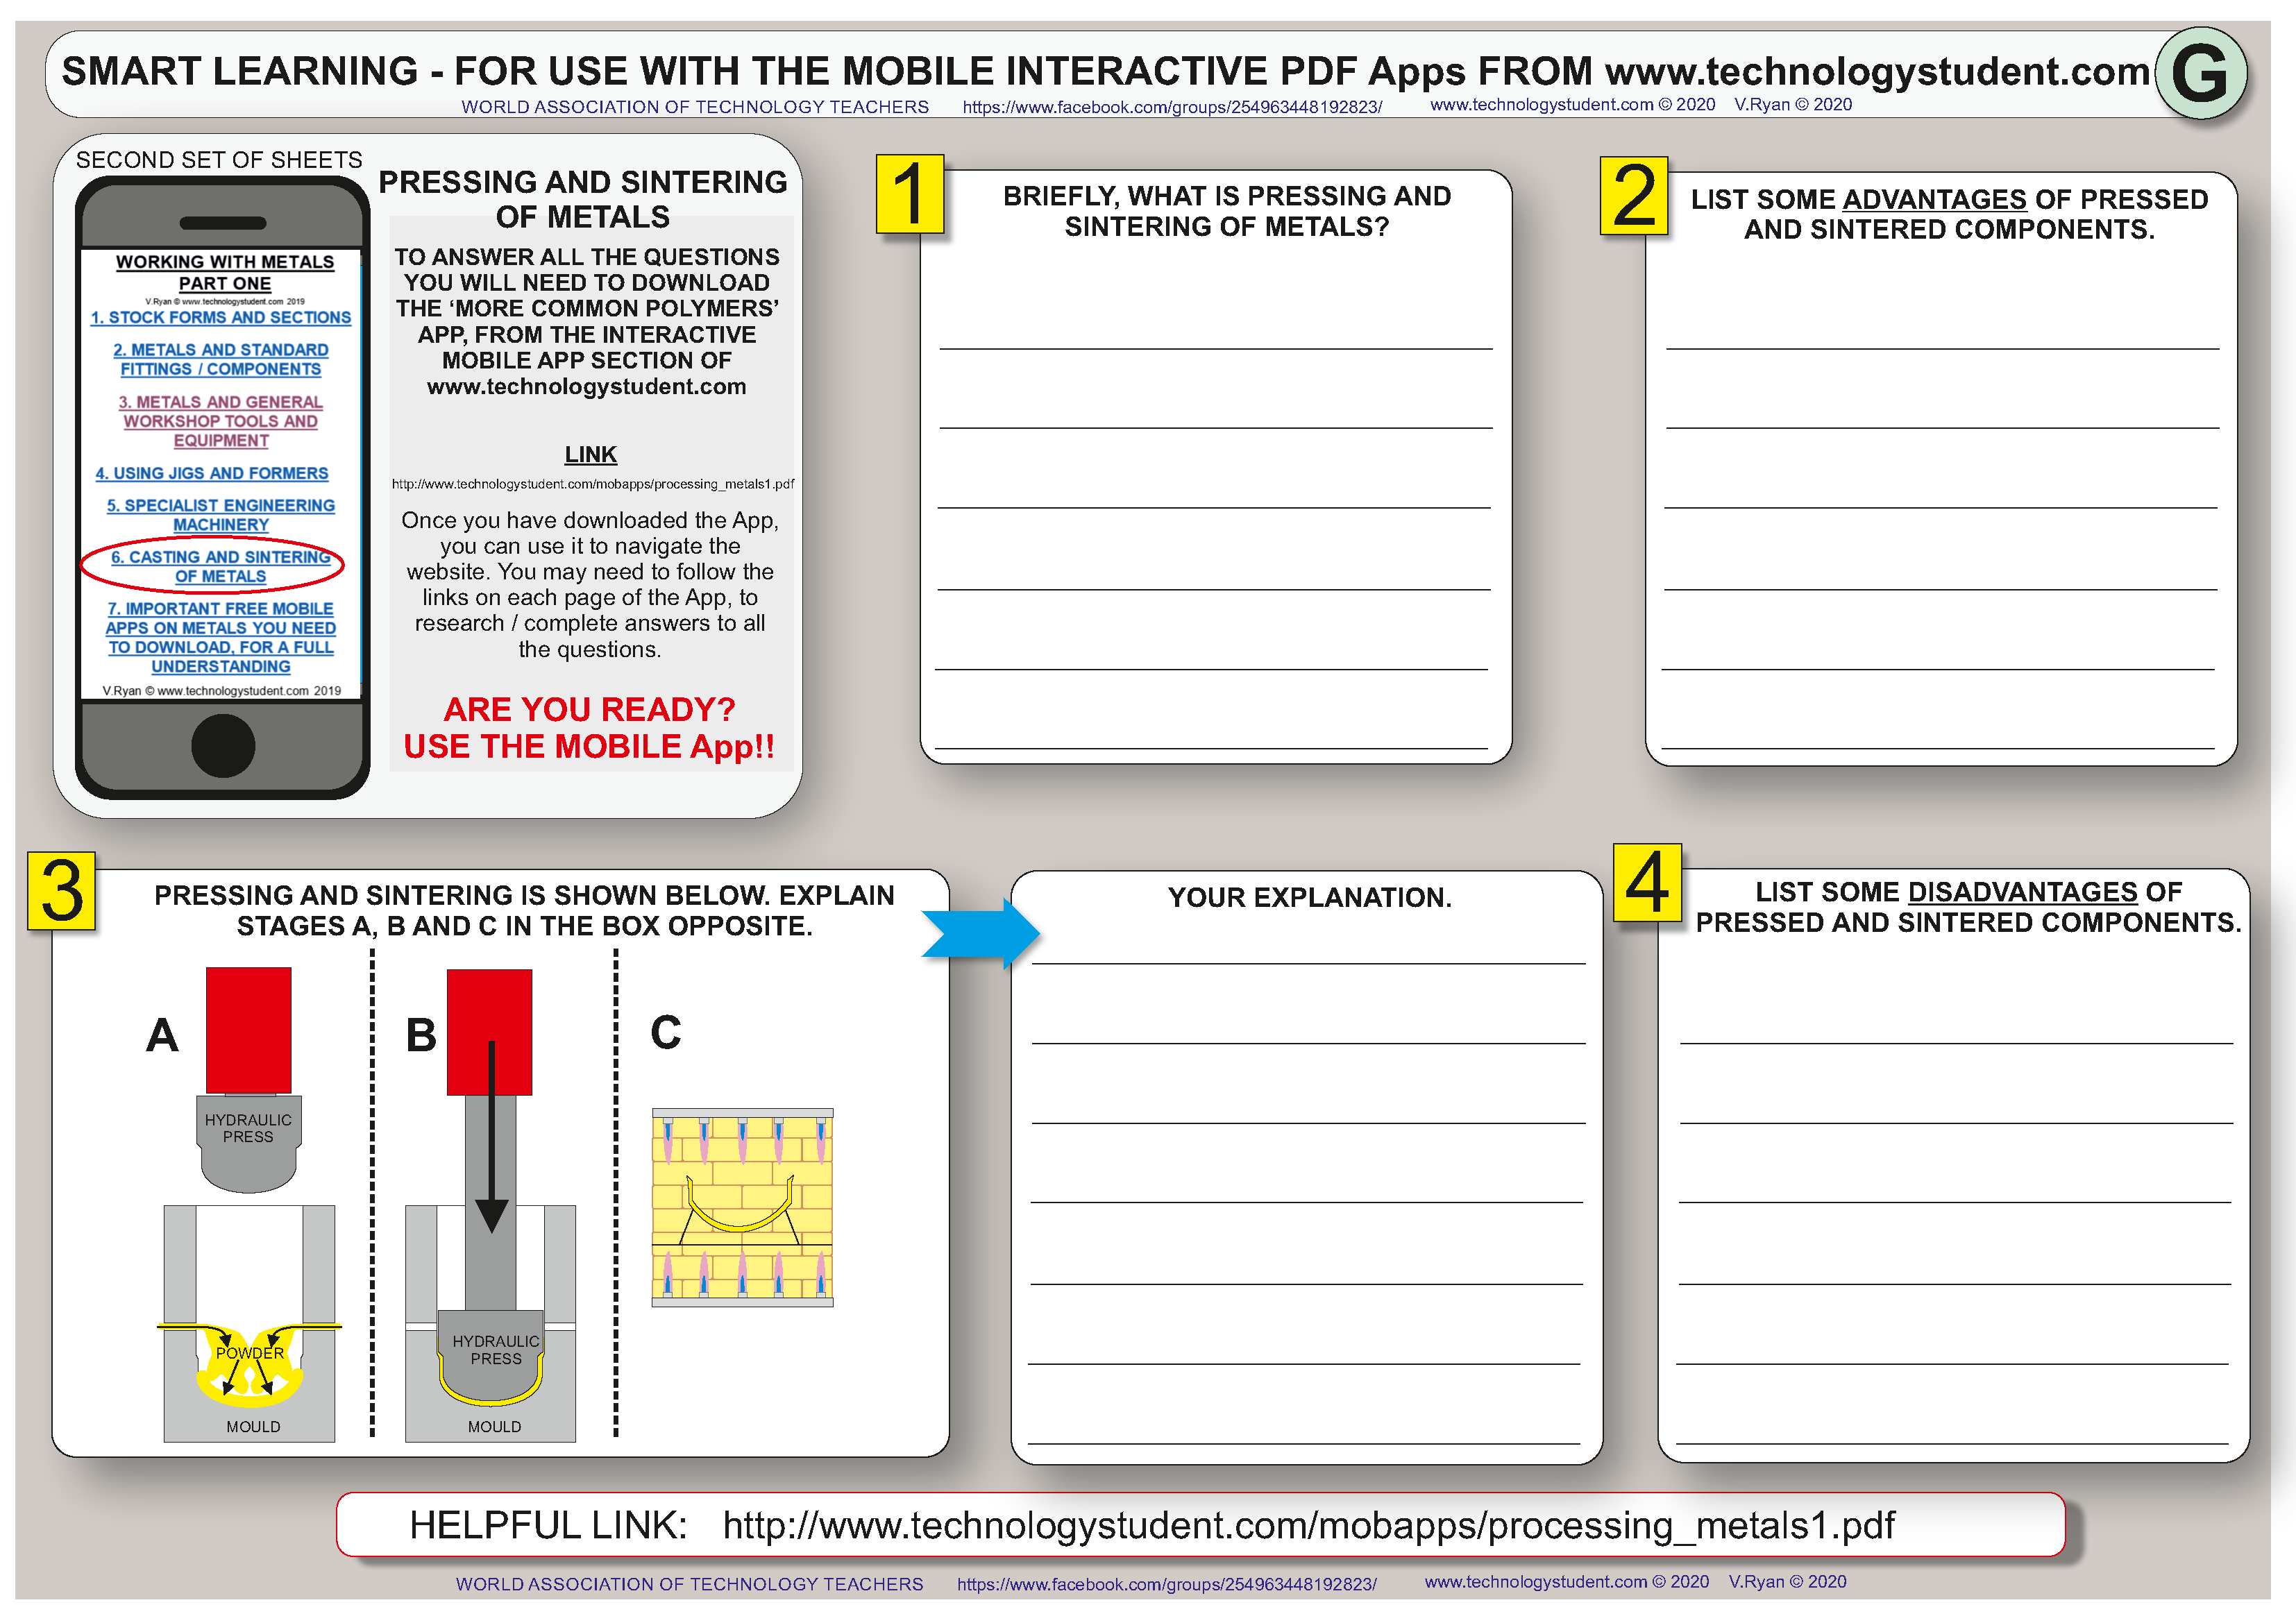 SMART LEARNING - FOR USE WITH THE MOBILE INTERACTIVE PDF Apps FROM www.technologystudent.com
G
WORLD ASSOCIATION OF TECHNOLOGY TEACHERS https://www.facebook.com/groups/254963448192823/ www.technologystudent.com © 2020 V.Ryan © 2020
SECOND SET OF SHEETS
WORKING WITH METALS
PART ONE
V.Ryan © www.technologystudent.com 2019
1. STOCK FORMS AND SECTIONS
2. METALS AND STANDARD
FITTINGS / COMPONENTS
3. METALS AND GENERAL
WORKSHOP TOOLS AND
EQUIPMENT
4. USING JIGS AND FORMERS
5. SPECIALIST ENGINEERING
MACHINERY
6. CASTING AND SINTERING
OF METALS
7. IMPORTANT FREE MOBILE
APPS ON METALS YOU NEED
TO DOWNLOAD, FOR A FULL
UNDERSTANDING
V.Ryan © www.technologystudent.com 2019
PRESSING AND SINTERING
OF METALS
TO ANSWER ALL THE QUESTIONS
YOU WILL NEED TO DOWNLOAD
THE ‘MORE COMMON POLYMERS’
APP, FROM THE INTERACTIVE
MOBILE APP SECTION OF
www.technologystudent.com
LINK
http://www.technologystudent.com/mobapps/processing_metals1.pdf
Once you have downloaded the App,
you can use it to navigate the
website. You may need to follow the
links on each page of the App, to
research / complete answers to all
the questions.
ARE YOU READY?
USE THE MOBILE App!!
1
BRIEFLY, WHAT IS PRESSING AND
SINTERING OF METALS?
2
LIST SOME ADVANTAGES OF PRESSED
AND SINTERED COMPONENTS.
3
PRESSING AND SINTERING IS SHOWN BELOW. EXPLAIN
STAGES A, B AND C IN THE BOX OPPOSITE.
A
HYDRAULIC
PRESS
POWDER
MOULD
B
HYDRAULIC
PRESS
MOULD
C
YOUR EXPLANATION.
4
LIST SOME DISADVANTAGES OF
PRESSED AND SINTERED COMPONENTS.
HELPFUL LINK: http://www.technologystudent.com/mobapps/processing_metals1.pdf
WORLD ASSOCIATION OF TECHNOLOGY TEACHERS https://www.facebook.com/groups/254963448192823/ www.technologystudent.com © 2020 V.Ryan © 2020